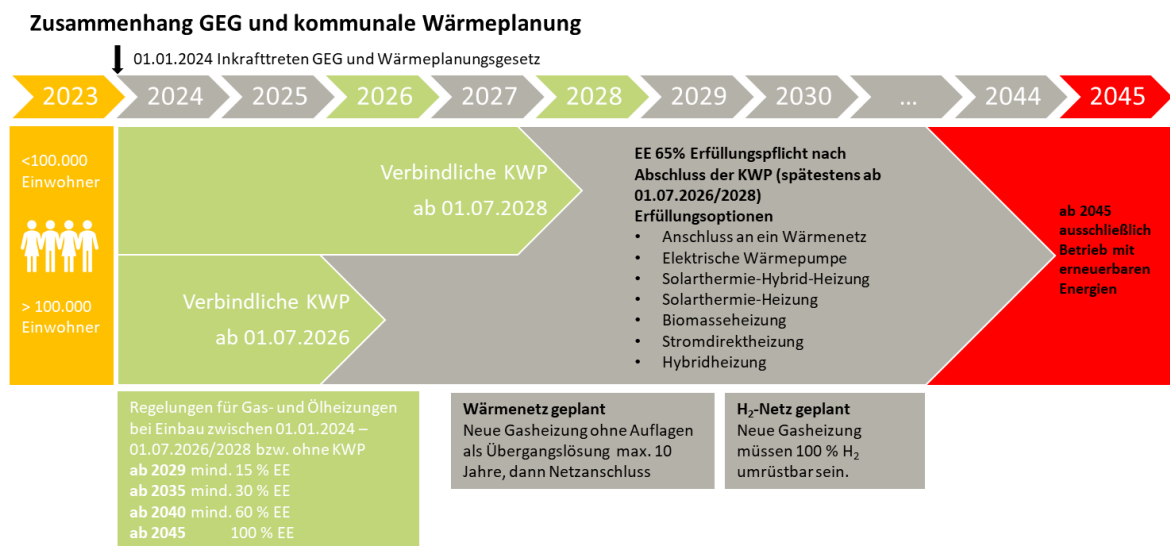 Zusammenhang GEG und kommunale Wärmeplanung
01.01.2024 Inkrafttreten GEG und Wärmeplanungsgesetz
2023
2024
2025
2026
2027
2028
2029
2030
...
2044
2045
<100.000
Einwohner
> 100.000
Einwohner
Verbindliche KWP
ab 01.07.2028
Verbindliche KWP
ab 01.07.2026
EE 65% Erfüllungspflicht nach
Abschluss der KWP (spätestens ab
01.07.2026/2028)
Erfüllungsoptionen
• Anschluss an ein Wärmenetz
• Elektrische Wärmepumpe
• Solarthermie-Hybrid-Heizung
• Solarthermie-Heizung
• Biomasseheizung
• Stromdirektheizung
• Hybridheizung
ab 2045
ausschließlich
Betrieb mit
erneuerbaren
Energien
Regelungen für Gas- und Ölheizungen
bei Einbau zwischen 01.01.2024 –
01.07.2026/2028 bzw. ohne KWP
ab 2029 mind. 15 % EE
ab 2035 mind. 30 % EE
ab 2040 mind. 60 % EE
ab 2045 100 % EE
Wärmenetz geplant
Neue Gasheizung ohne Auflagen
als Übergangslösung max. 10
Jahre, dann Netzanschluss
H₂-Netz geplant
Neue Gasheizung
müssen 100 % H₂
umrüstbar sein.